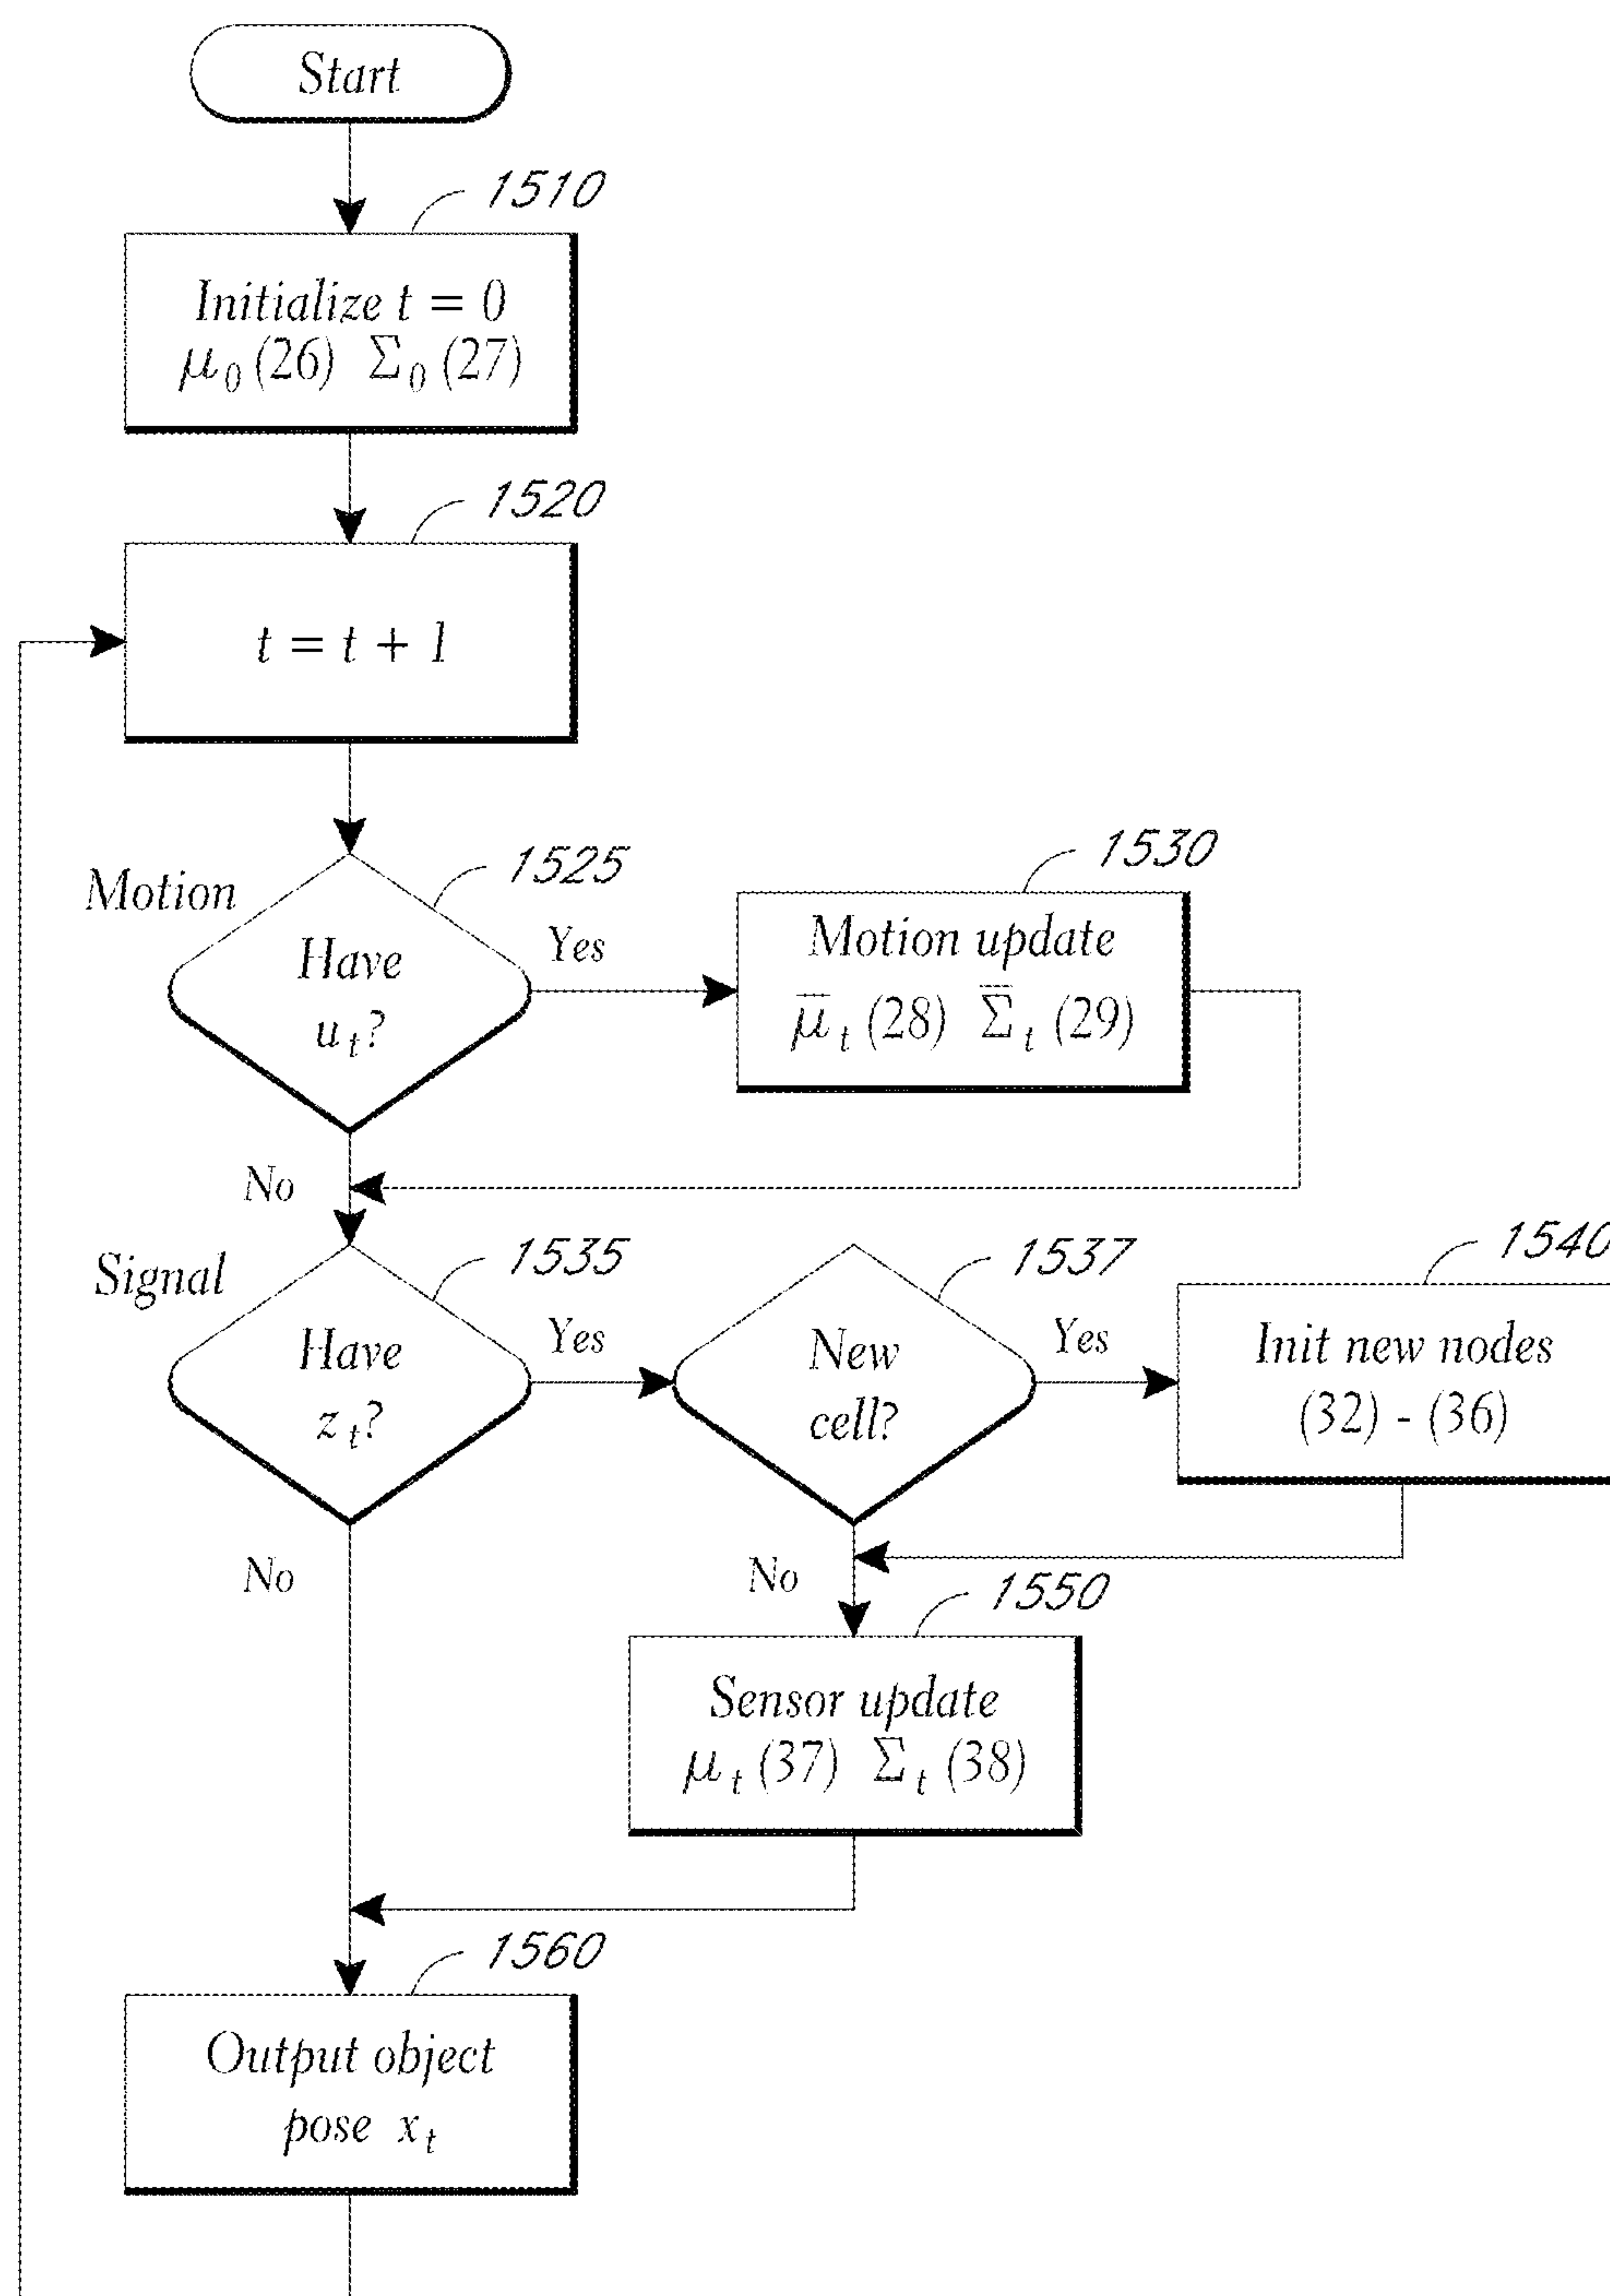 Start
1510
Initialize t = 0
μ₀ (26) Σ₀ (27)
1520
t = t + 1
Motion
1525
Have
uₜ?
Yes
1530
Motion update
μ̅ₜ (28) Σ̅ₜ (29)
No
Signal
1535
Have
zₜ?
Yes
1537
New
cell?
Yes
1540
Init new nodes
(32) - (36)
No
No
1550
Sensor update
μₜ (37) Σₜ (38)
1560
Output object
pose xₜ